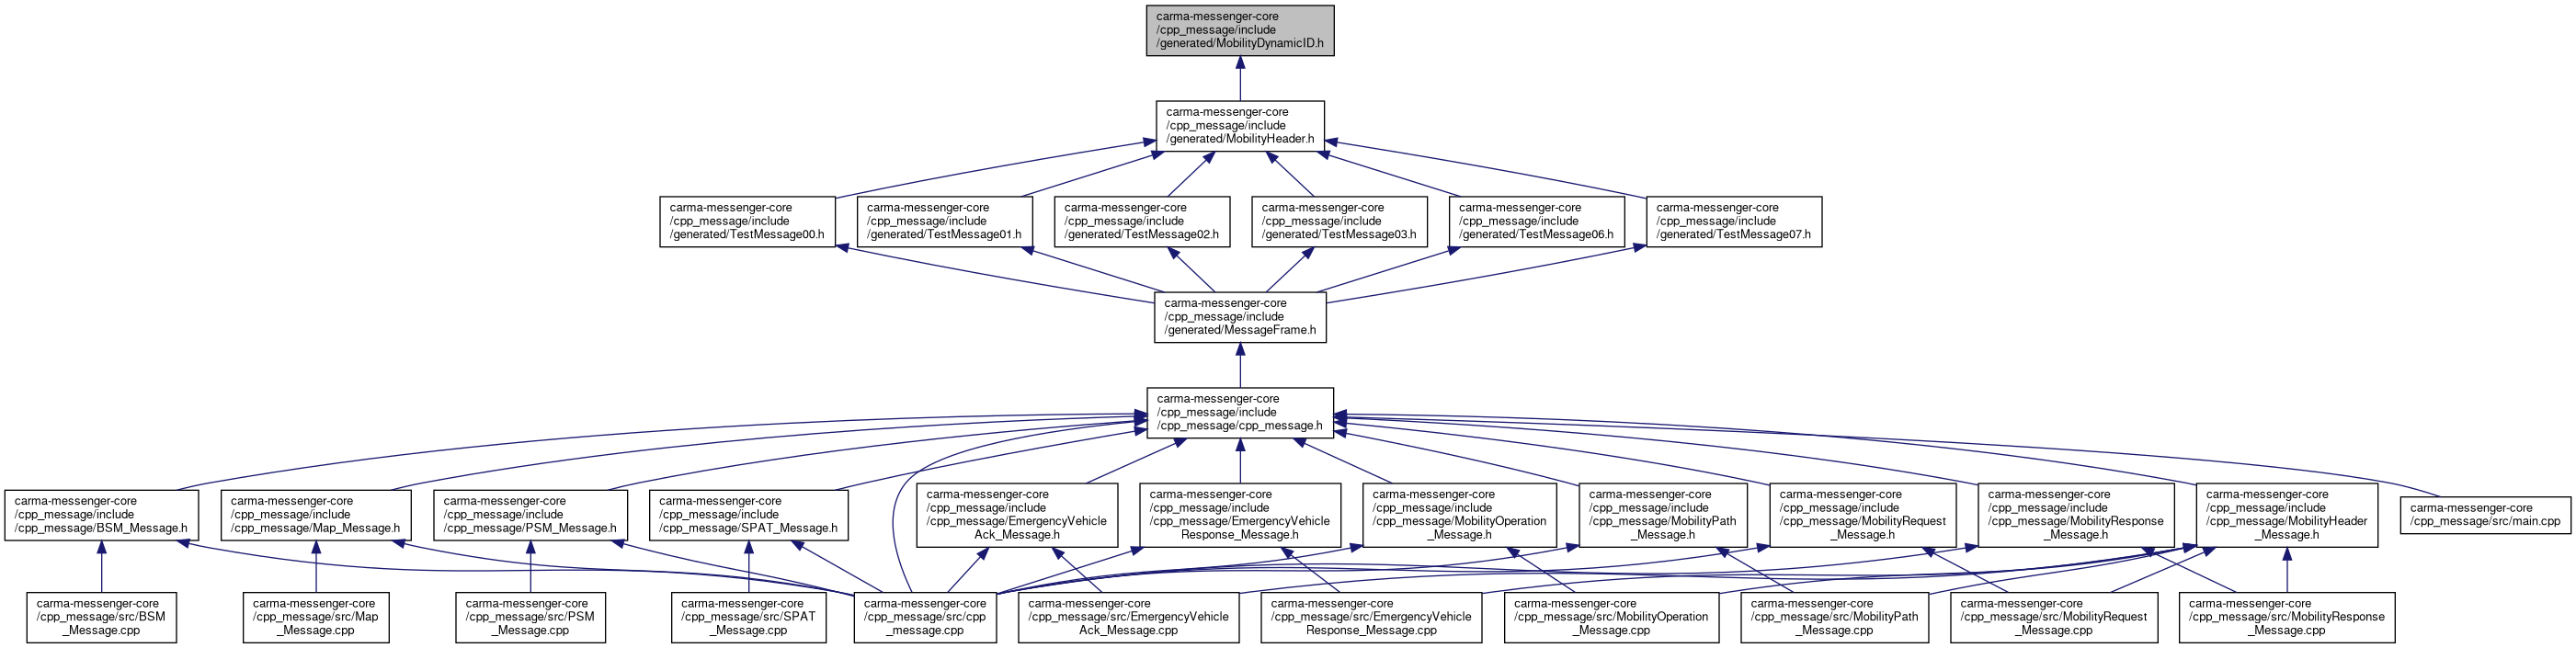 carma-messenger-core
/cpp_message/include
/generated/MobilityDynamicID.h
carma-messenger-core
/cpp_message/include
/generated/MobilityHeader.h
carma-messenger-core
/cpp_message/include
/generated/TestMessage00.h
carma-messenger-core
/cpp_message/include
/generated/TestMessage01.h
carma-messenger-core
/cpp_message/include
/generated/TestMessage02.h
carma-messenger-core
/cpp_message/include
/generated/TestMessage03.h
carma-messenger-core
/cpp_message/include
/generated/TestMessage06.h
carma-messenger-core
/cpp_message/include
/generated/TestMessage07.h
carma-messenger-core
/cpp_message/include
/generated/MessageFrame.h
carma-messenger-core
/cpp_message/include
/cpp_message/cpp_message.h
carma-messenger-core
/cpp_message/include
/cpp_message/BSM_Message.h
carma-messenger-core
/cpp_message/include
/cpp_message/Map_Message.h
carma-messenger-core
/cpp_message/include
/cpp_message/PSM_Message.h
carma-messenger-core
/cpp_message/include
/cpp_message/SPAT_Message.h
carma-messenger-core
/cpp_message/include
/cpp_message/EmergencyVehicle
Ack_Message.h
carma-messenger-core
/cpp_message/include
/cpp_message/EmergencyVehicle
Response_Message.h
carma-messenger-core
/cpp_message/include
/cpp_message/MobilityOperation
_Message.h
carma-messenger-core
/cpp_message/include
/cpp_message/MobilityPath
_Message.h
carma-messenger-core
/cpp_message/include
/cpp_message/MobilityRequest
_Message.h
carma-messenger-core
/cpp_message/include
/cpp_message/MobilityResponse
_Message.h
carma-messenger-core
/cpp_message/include
/cpp_message/MobilityHeader
_Message.h
carma-messenger-core
/cpp_message/src/main.cpp
carma-messenger-core
/cpp_message/src/BSM
_Message.cpp
carma-messenger-core
/cpp_message/src/Map
_Message.cpp
carma-messenger-core
/cpp_message/src/PSM
_Message.cpp
carma-messenger-core
/cpp_message/src/SPAT
_Message.cpp
carma-messenger-core
/cpp_message/src/cpp
_message.cpp
carma-messenger-core
/cpp_message/src/EmergencyVehicle
Ack_Message.cpp
carma-messenger-core
/cpp_message/src/EmergencyVehicle
Response_Message.cpp
carma-messenger-core
/cpp_message/src/MobilityOperation
_Message.cpp
carma-messenger-core
/cpp_message/src/MobilityPath
_Message.cpp
carma-messenger-core
/cpp_message/src/MobilityRequest
_Message.cpp
carma-messenger-core
/cpp_message/src/MobilityResponse
_Message.cpp